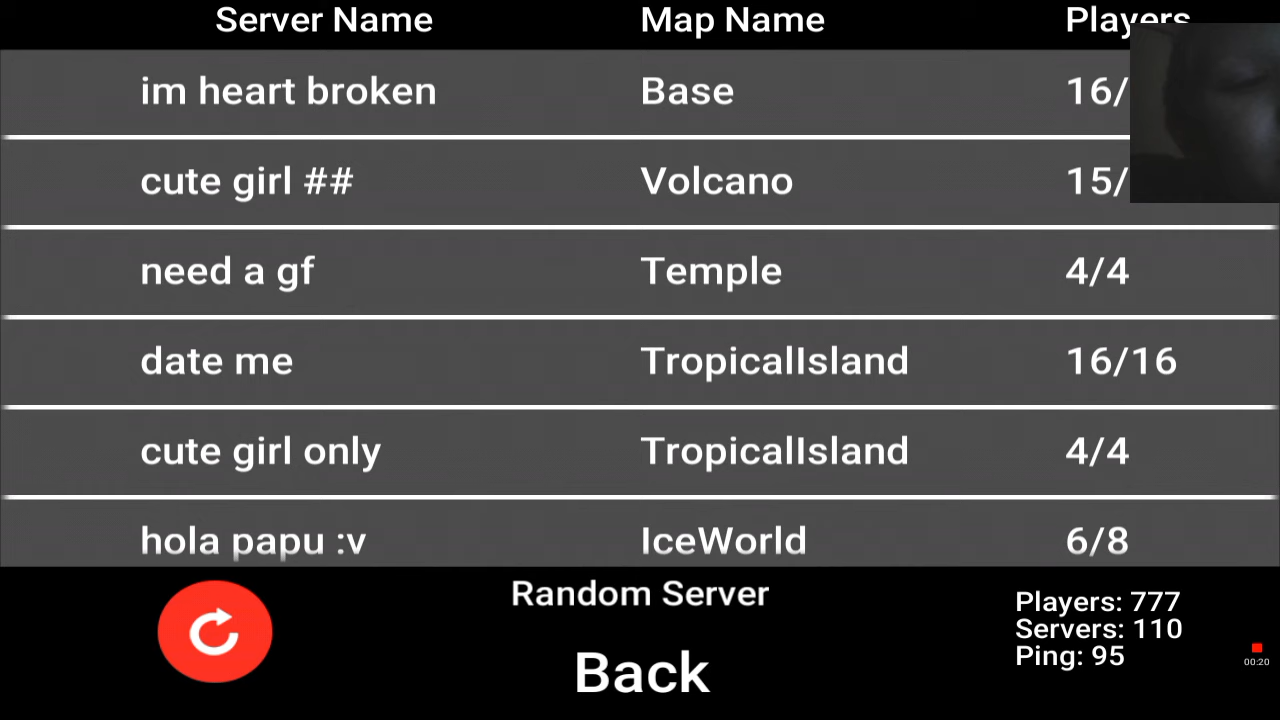 Server Name Map Name Players
im heart broken Base 16/
cute girl ## Volcano 15/
need a gf Temple 4/4
date me TropicalIsland 16/16
cute girl only TropicalIsland 4/4
hola papu :v IceWorld 6/8
Random Server
Back
Players: 777
Servers: 110
Ping: 95
00:20